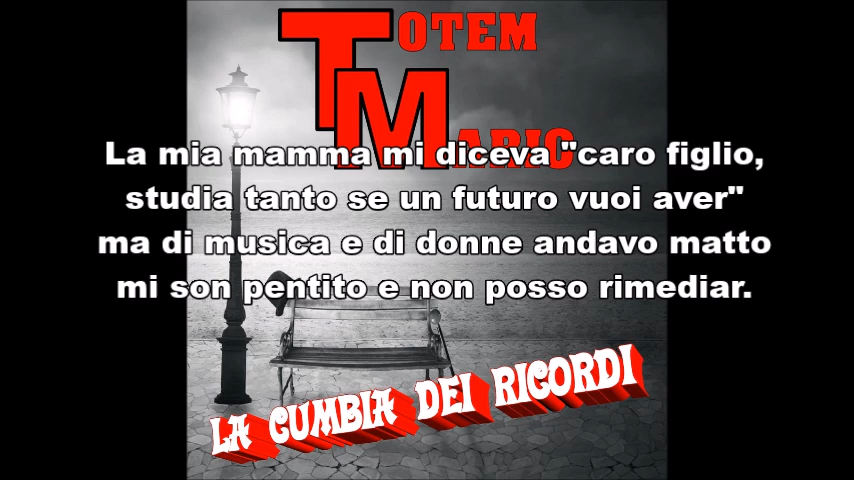 TOTEM
MARIO
La mia mamma mi diceva "caro figlio,
studia tanto se un futuro vuoi aver"
ma di musica e di donne andavo matto
mi son pentito e non posso rimediar.
LA CUMBIA DEI RICORDI